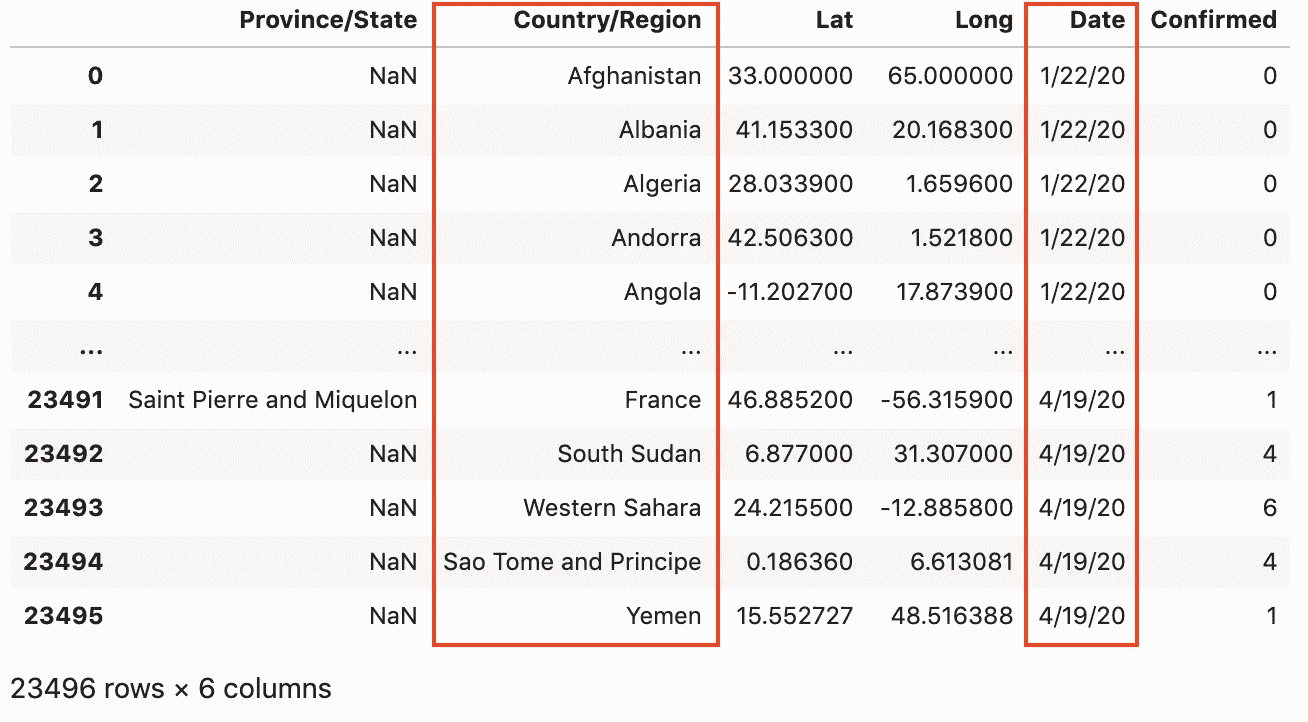 Province/State Country/Region Lat Long Date Confirmed
0 NaN Afghanistan 33.000000 65.000000 1/22/20 0
1 NaN Albania 41.153300 20.168300 1/22/20 0
2 NaN Algeria 28.033900 1.659600 1/22/20 0
3 NaN Andorra 42.506300 1.521800 1/22/20 0
4 NaN Angola -11.202700 17.873900 1/22/20 0
... ... ... ... ... ... ...
23491 Saint Pierre and Miquelon France 46.885200 -56.315900 4/19/20 1
23492 NaN South Sudan 6.877000 31.307000 4/19/20 4
23493 NaN Western Sahara 24.215500 -12.885800 4/19/20 6
23494 NaN Sao Tome and Principe 0.186360 6.613081 4/19/20 4
23495 NaN Yemen 15.552727 48.516388 4/19/20 1
23496 rows × 6 columns